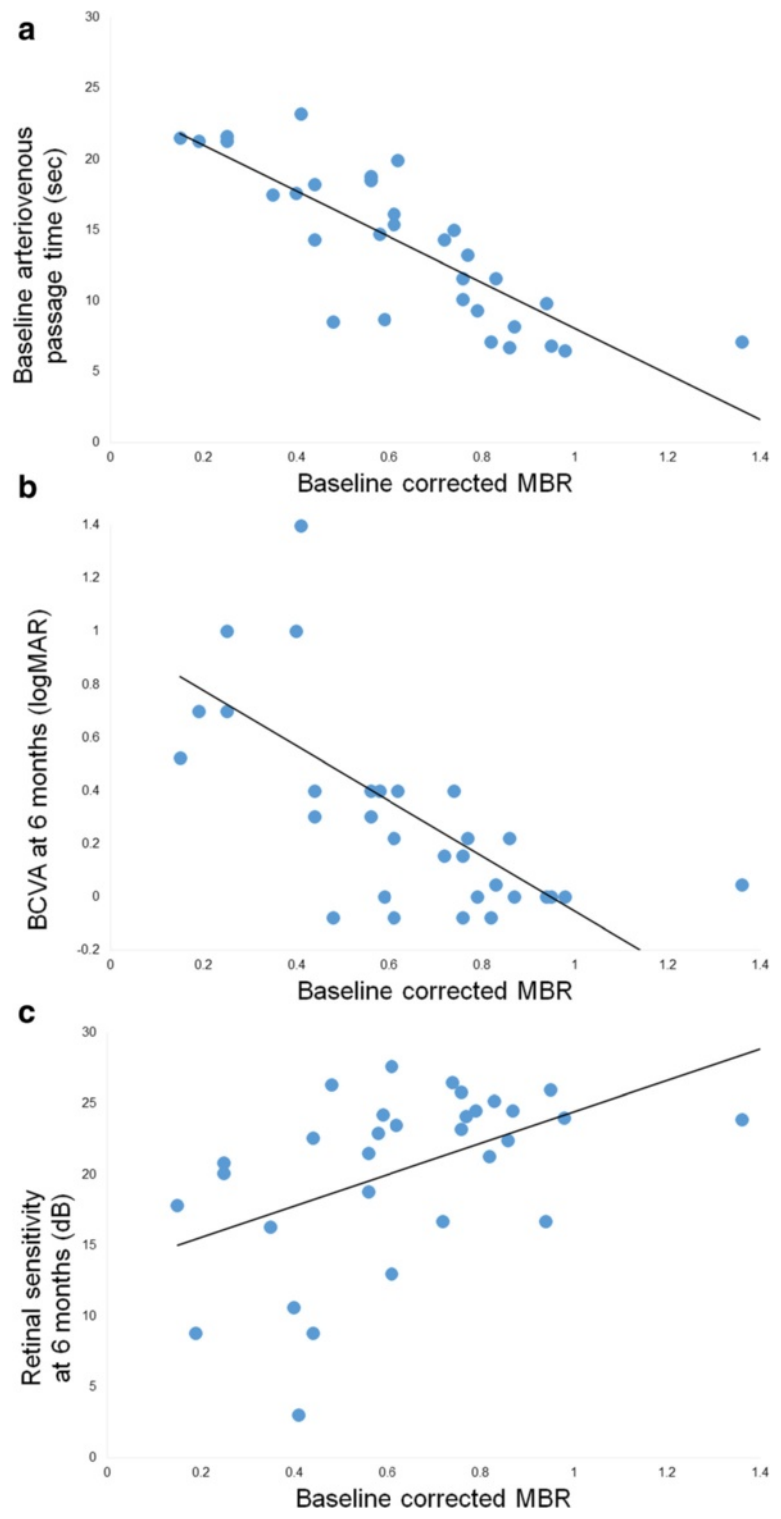 a
30
25
20
15
10
5
0
Baseline arteriovenous
passage time (sec)
0 0.2 0.4 0.6 0.8 1 1.2 1.4
Baseline corrected MBR
b
1.4
1.2
1
0.8
0.6
0.4
0.2
0
-0.2
BCVA at 6 months (logMAR)
0 0.2 0.4 0.6 0.8 1 1.2 1.4
Baseline corrected MBR
c
30
25
20
15
10
5
0
Retinal sensitivity
at 6 months (dB)
0 0.2 0.4 0.6 0.8 1 1.2 1.4
Baseline corrected MBR